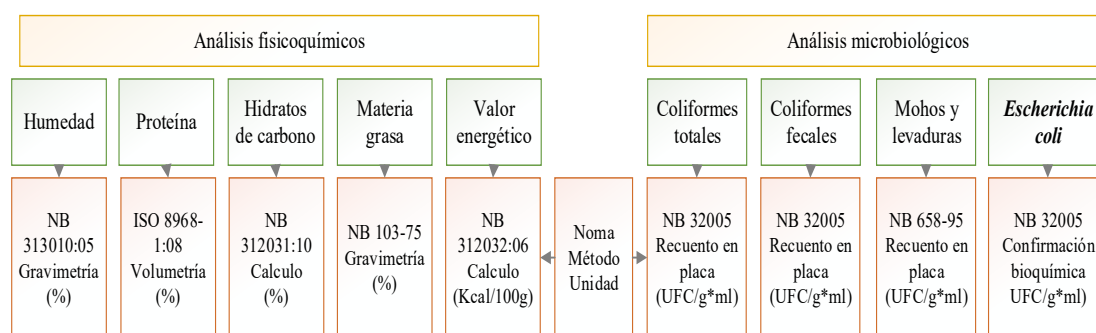 Análisis fisicoquímicos
Análisis microbiológicos
Humedad
Proteína
Hidratos
de carbono
Materia
grasa
Valor
energético
Coliformes
totales
Coliformes
fecales
Mohos y
levaduras
Escherichia
coli
NB
313010:05
Gravimetría
(%)
ISO 8968-
1:08
Volumetría
(%)
NB
312031:10
Calculo
(%)
NB 103-75
Gravimetría
(%)
NB
312032:06
Calculo
(Kcal/100g)
Noma
Método
Unidad
NB 32005
Recuento en
placa
(UFC/g*ml)
NB 32005
Recuento en
placa
(UFC/g*ml)
NB 658-95
Recuento en
placa
(UFC/g*ml)
NB 32005
Confirmación
bioquímica
UFC/g*ml)